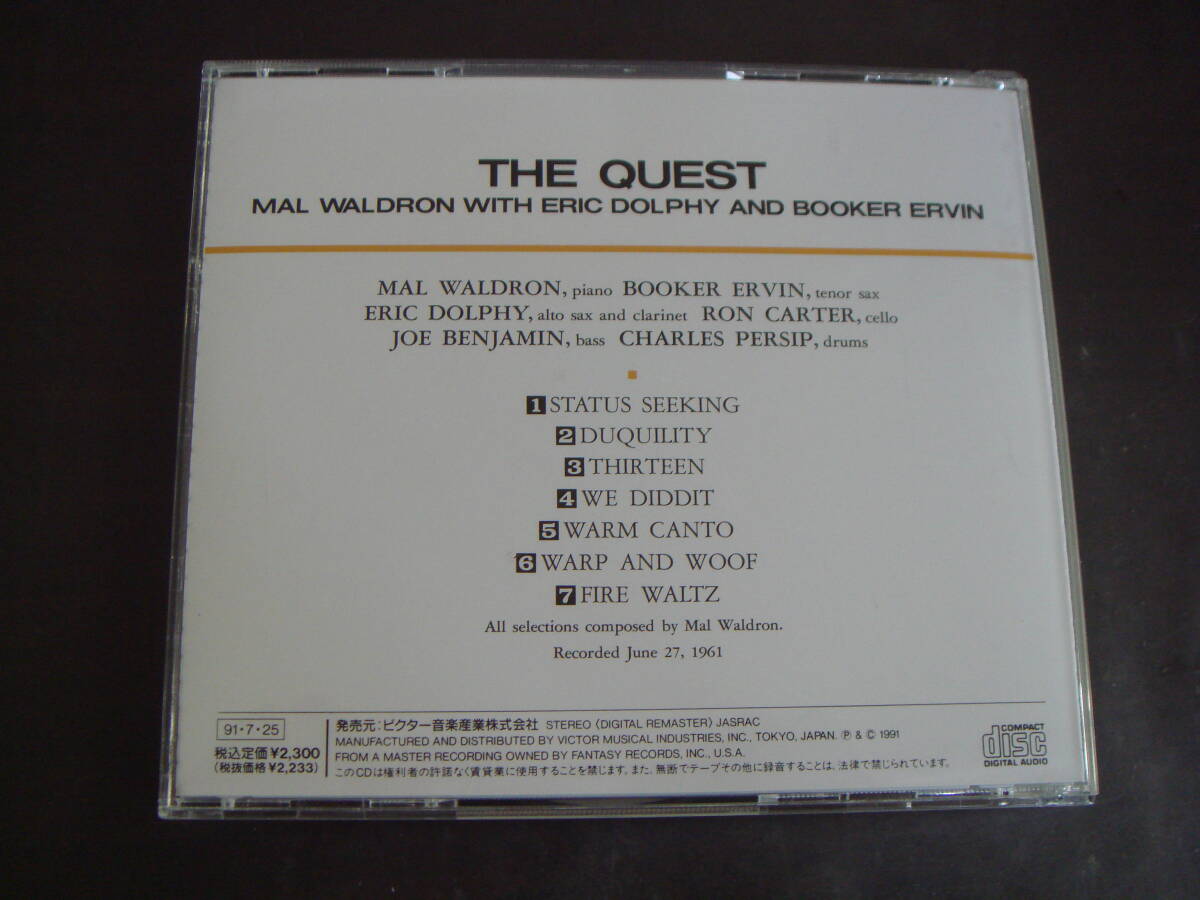 THE QUEST
MAL WALDRON WITH ERIC DOLPHY AND BOOKER ERVIN
MAL WALDRON, piano BOOKER ERVIN, tenor sax
ERIC DOLPHY, alto sax and clarinet RON CARTER, cello
JOE BENJAMIN, bass CHARLES PERSIP, drums
1 STATUS SEEKING
2 DUQUILITY
3 THIRTEEN
4 WE DIDDIT
5 WARM CANTO
6 WARP AND WOOF
7 FIRE WALTZ
All selections composed by Mal Waldron.
Recorded June 27, 1961
91・7・25
税込定価¥2,300
(税抜価格¥2,233)
発売元:ビクター音楽産業株式会社 STEREO 〈DIGITAL REMASTER〉 JASRAC
MANUFACTURED AND DISTRIBUTED BY VICTOR MUSICAL INDUSTRIES, INC., TOKYO, JAPAN. Ⓟ & © 1991
FROM A MASTER RECORDING OWNED BY FANTASY RECORDS, INC., U.S.A.
このCDは権利者の許諾なく賃貸業に使用することを禁じます。また、無断でテープその他に録音することは、法律で禁じられています。
COMPACT
disc
DIGITAL AUDIO